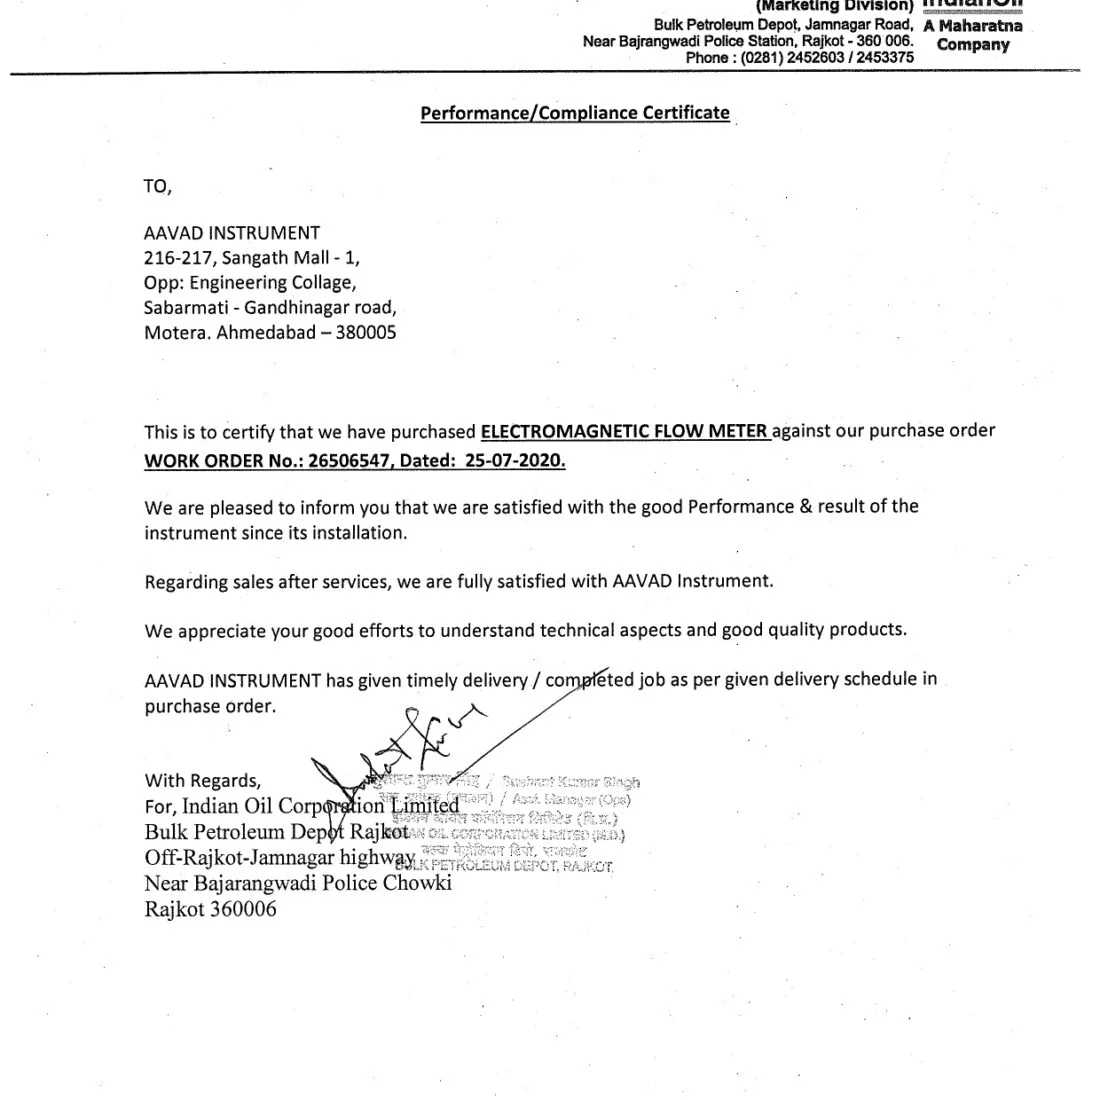 (Marketing Division) IndianOil
Bulk Petroleum Depot, Jamnagar Road, A Maharatna
Near Bajrangwadi Police Station, Rajkot - 360 006. Company
Phone : (0281) 2452603 / 2453375
Performance/Compliance Certificate
TO,
AAVAD INSTRUMENT
216-217, Sangath Mall - 1,
Opp: Engineering Collage,
Sabarmati - Gandhinagar road,
Motera. Ahmedabad – 380005
This is to certify that we have purchased ELECTROMAGNETIC FLOW METER against our purchase order
WORK ORDER No.: 26506547, Dated: 25-07-2020.
We are pleased to inform you that we are satisfied with the good Performance & result of the
instrument since its installation.
Regarding sales after services, we are fully satisfied with AAVAD Instrument.
We appreciate your good efforts to understand technical aspects and good quality products.
AAVAD INSTRUMENT has given timely delivery / completed job as per given delivery schedule in
purchase order.
With Regards,
For, Indian Oil Corporation Limited
Bulk Petroleum Depot Rajkot
Off-Rajkot-Jamnagar highway
Near Bajarangwadi Police Chowki
Rajkot 360006
कुमार सिंह / Sushant Kumar Singh
/ Asst. Manager (Ops)
OIL CORPORATION LIMITED (M.D.)
BULK PETROLEUM DEPOT, RAJKOT.